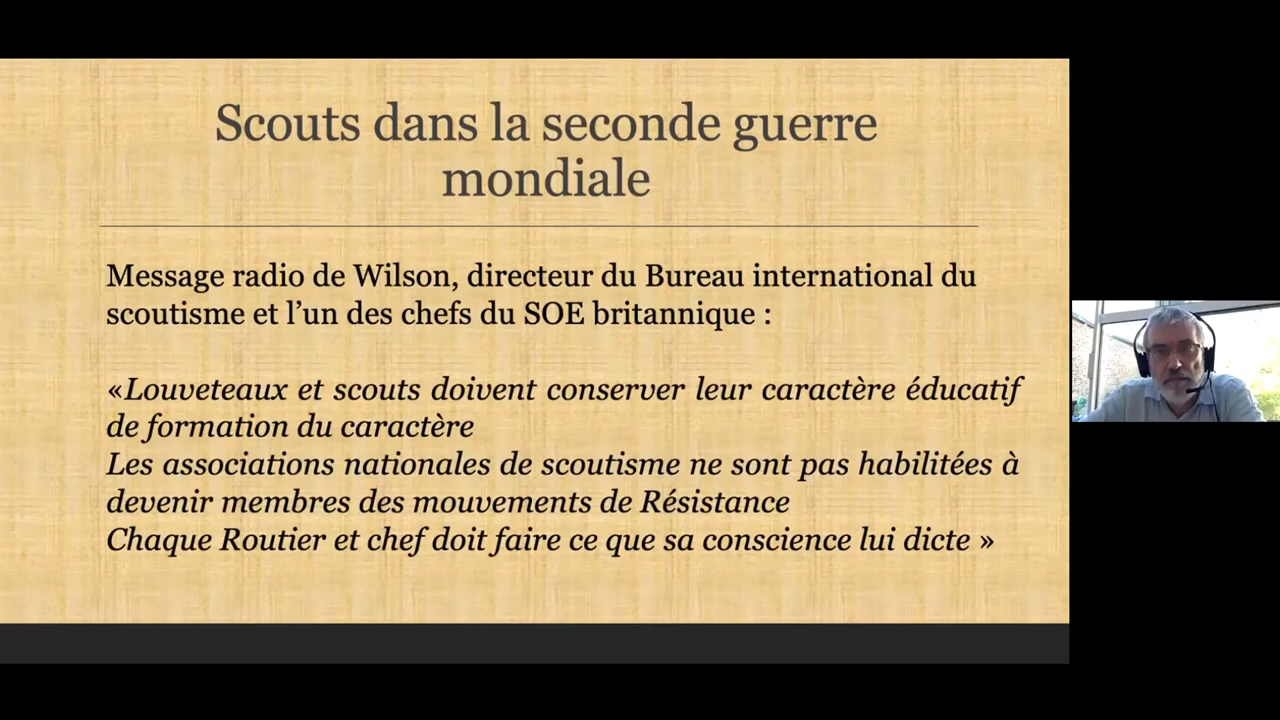 Scouts dans la seconde guerre
mondiale
Message radio de Wilson, directeur du Bureau international du
scoutisme et l’un des chefs du SOE britannique :
«Louveteaux et scouts doivent conserver leur caractère éducatif
de formation du caractère
Les associations nationales de scoutisme ne sont pas habilitées à
devenir membres des mouvements de Résistance
Chaque Routier et chef doit faire ce que sa conscience lui dicte »